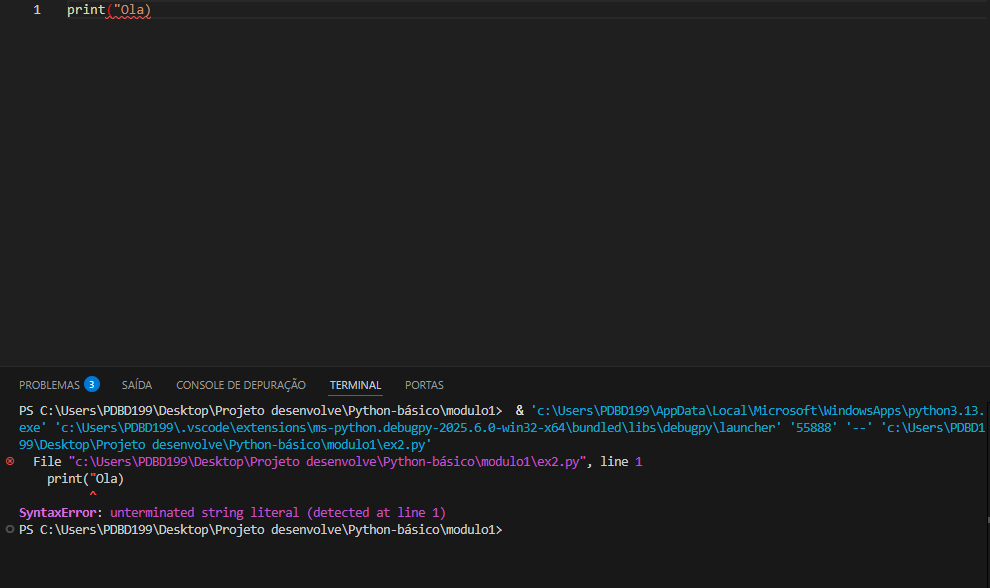 1 print("Ola)
PROBLEMAS 3 SAÍDA CONSOLE DE DEPURAÇÃO TERMINAL PORTAS
PS C:\Users\PDBD199\Desktop\Projeto desenvolve\Python-básico\modulo1> & 'c:\Users\PDBD199\AppData\Local\Microsoft\WindowsApps\python3.13.
exe' 'c:\Users\PDBD199\.vscode\extensions\ms-python.debugpy-2025.6.0-win32-x64\bundled\libs\debugpy\launcher' '55888' '--' 'c:\Users\PDBD1
99\Desktop\Projeto desenvolve\Python-básico\modulo1\ex2.py'
File "c:\Users\PDBD199\Desktop\Projeto desenvolve\Python-básico\modulo1\ex2.py", line 1
print("Ola)
^
SyntaxError: unterminated string literal (detected at line 1)
PS C:\Users\PDBD199\Desktop\Projeto desenvolve\Python-básico\modulo1>